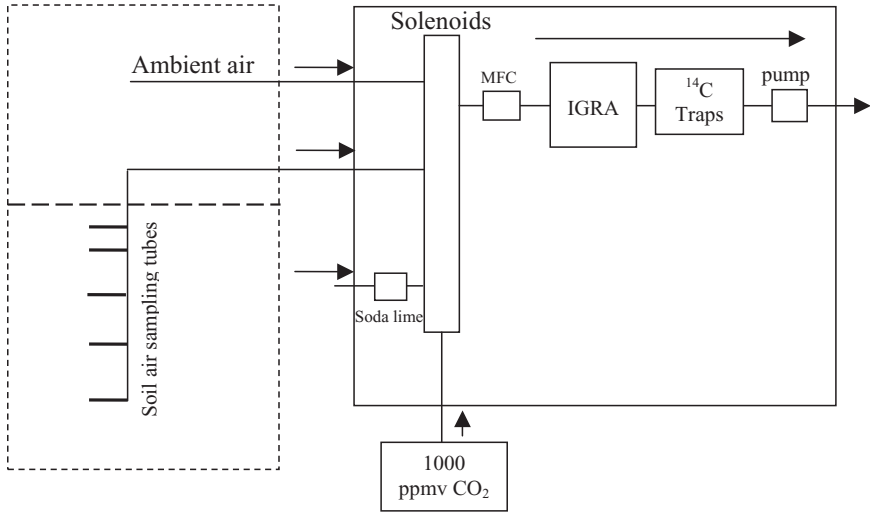 Solenoids
Ambient air
MFC
IGRA
¹⁴C
Traps
pump
Soil air sampling tubes
Soda lime
1000
ppmv CO₂